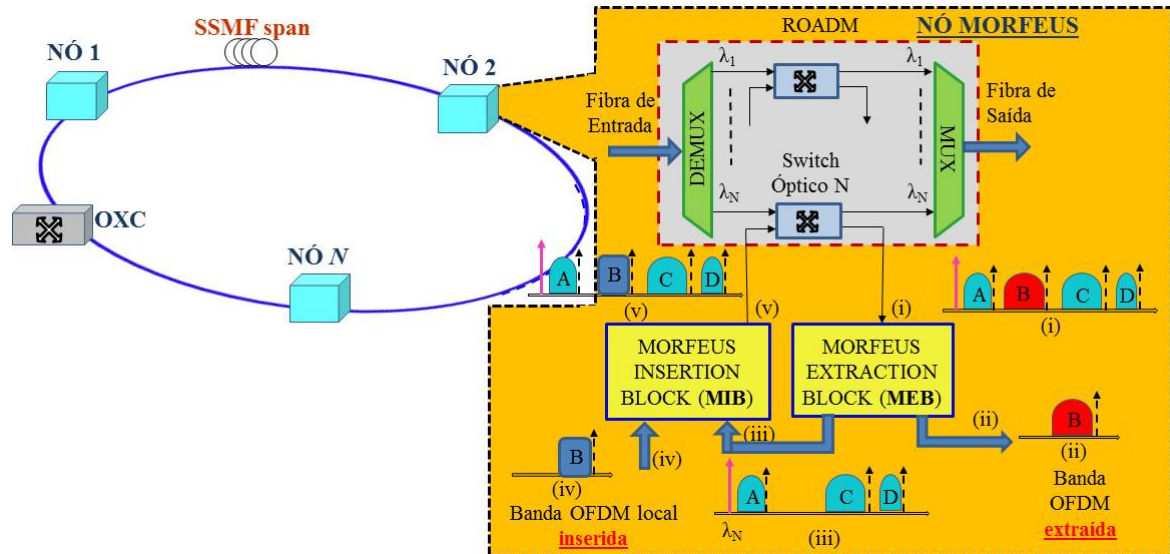 SSMF span
NÓ 1
NÓ 2
OXC
NÓ N
ROADM
NÓ MORFEUS
Fibra de
Entrada
DEMUX
λ1
λ1
Switch
Óptico N
λN
λN
MUX
Fibra de
Saída
A
B
C
D
(v)
(v)
(i)
A
B
C
D
(i)
MORFEUS
INSERTION
BLOCK (MIB)
MORFEUS
EXTRACTION
BLOCK (MEB)
(iv)
(iii)
(ii)
B
(iv)
Banda OFDM local
inserida
A
C
D
λN
(iii)
B
(ii)
Banda
OFDM
extraída